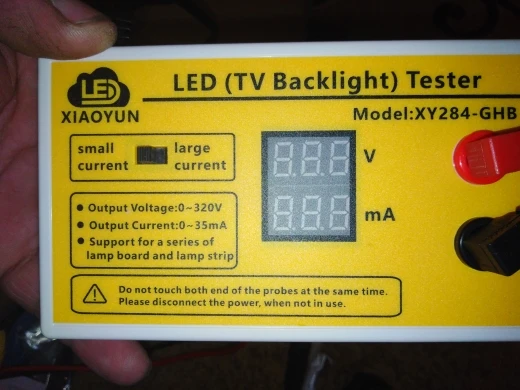 LED
XIAOYUN
LED (TV Backlight) Tester
Model:XY284-GHB
small
current
large
current
V
mA
● Output Voltage:0~320V
● Output Current:0~35mA
● Support for a series of
lamp board and lamp strip
Do not touch both end of the probes at the same time.
Please disconnect the power, when not in use.